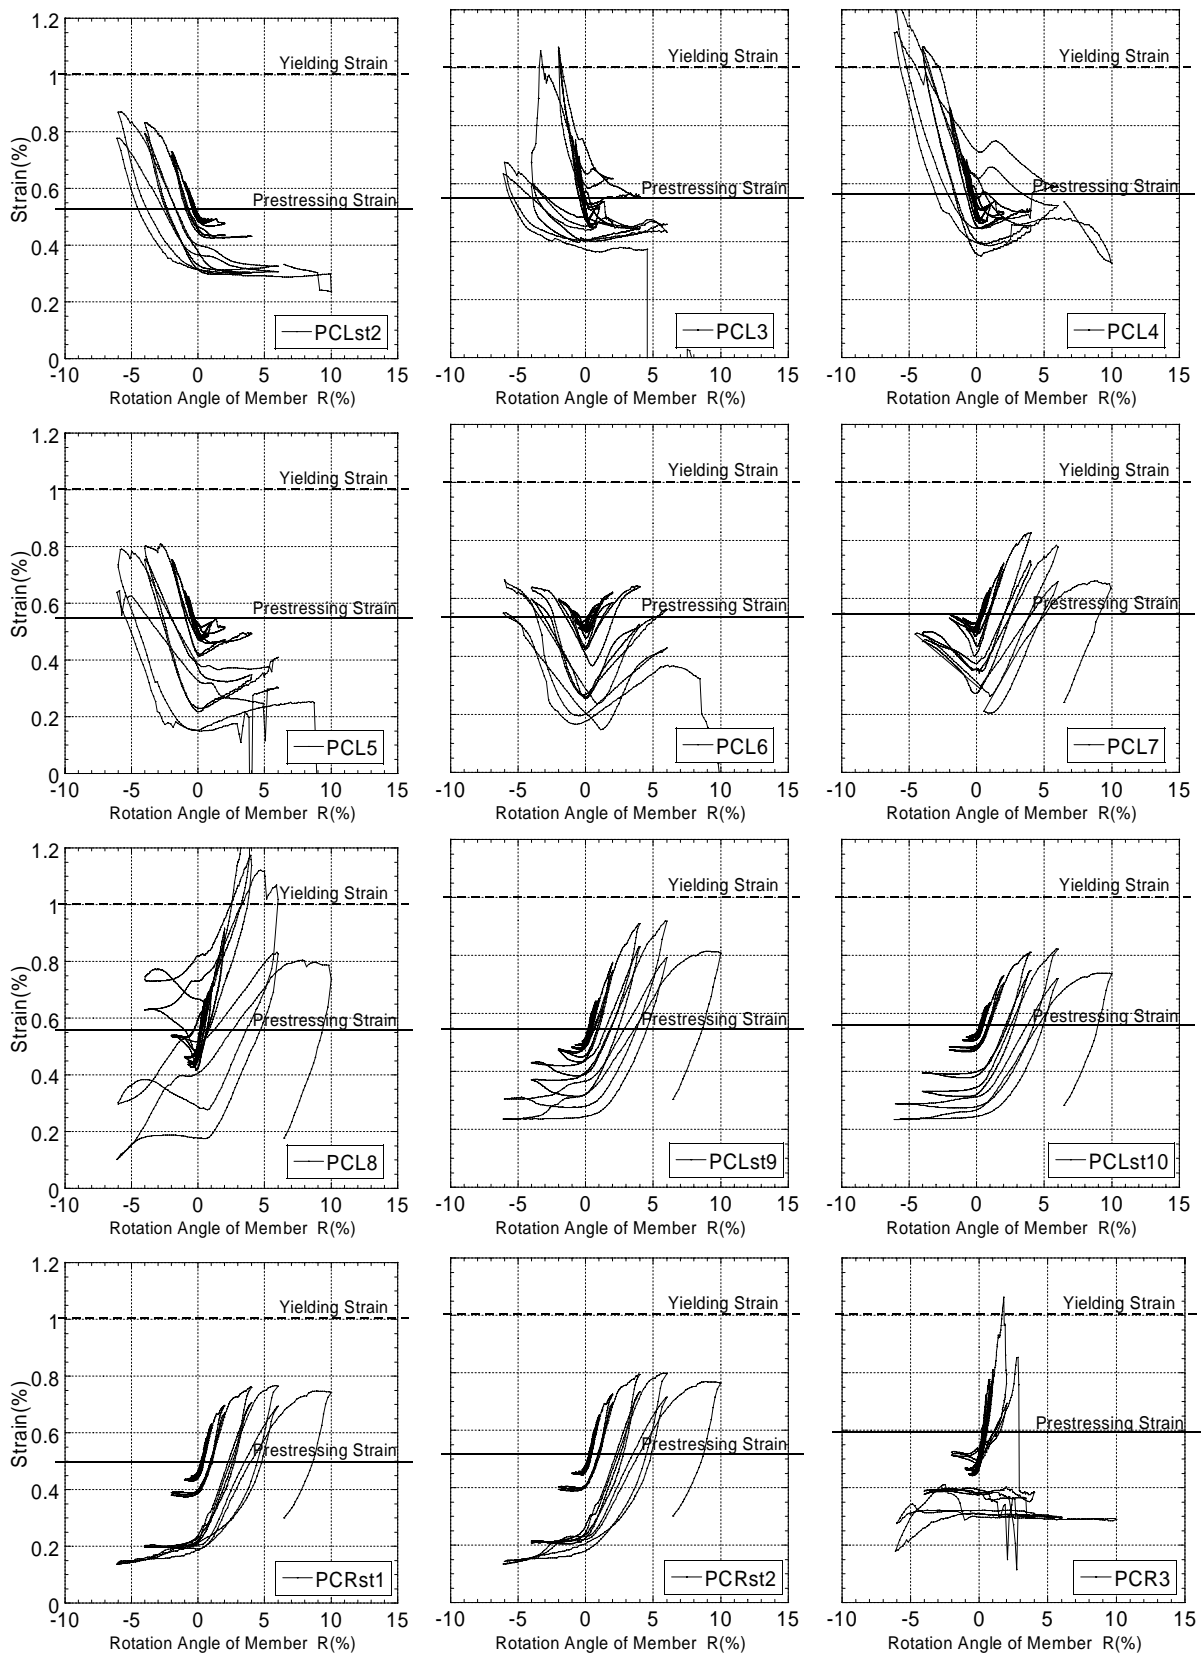 1.2
Yielding Strain
1
0.8
0.6
Prestressing Strain
0.4
0.2
PCLst2
0
-10 -5 0 5 10 15
Strain(%)
Rotation Angle of Member R(%)
Yielding Strain
Prestressing Strain
PCL3
-10 -5 0 5 10 15
Rotation Angle of Member R(%)
Yielding Strain
Prestressing Strain
PCL4
-10 -5 0 5 10 15
Rotation Angle of Member R(%)
1.2
Yielding Strain
1
0.8
0.6
Prestressing Strain
0.4
0.2
PCL5
0
-10 -5 0 5 10 15
Strain(%)
Rotation Angle of Member R(%)
Yielding Strain
Prestressing Strain
PCL6
-10 -5 0 5 10 15
Rotation Angle of Member R(%)
Yielding Strain
Prestressing Strain
PCL7
-10 -5 0 5 10 15
Rotation Angle of Member R(%)
1.2
Yielding Strain
1
0.8
0.6
Prestressing Strain
0.4
0.2
PCL8
0
-10 -5 0 5 10 15
Strain(%)
Rotation Angle of Member R(%)
Yielding Strain
Prestressing Strain
PCLst9
-10 -5 0 5 10 15
Rotation Angle of Member R(%)
Yielding Strain
Prestressing Strain
PCLst10
-10 -5 0 5 10 15
Rotation Angle of Member R(%)
1.2
Yielding Strain
1
0.8
0.6
Prestressing Strain
0.4
0.2
PCRst1
0
-10 -5 0 5 10 15
Strain(%)
Rotation Angle of Member R(%)
Yielding Strain
Prestressing Strain
PCRst2
-10 -5 0 5 10 15
Rotation Angle of Member R(%)
Yielding Strain
Prestressing Strain
PCR3
-10 -5 0 5 10 15
Rotation Angle of Member R(%)